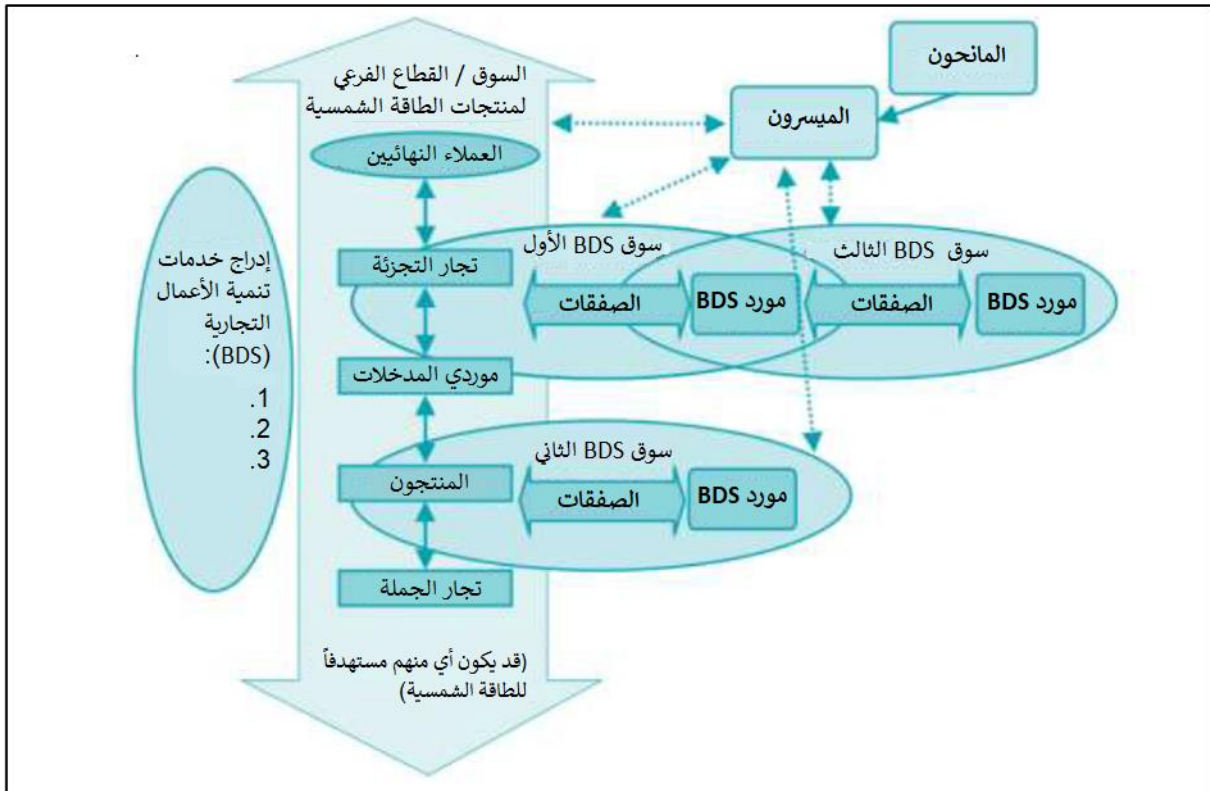 المانحون
الميسرون
السوق / القطاع الفرعي
لمنتجات الطاقة الشمسية
العملاء النهائيين
سوق BDS الأول
سوق BDS الثالث
تجار التجزئة
الصفقات
مورد BDS
الصفقات
مورد BDS
موردي المدخلات
سوق BDS الثاني
المنتجون
الصفقات
مورد BDS
تجار الجملة
(قد يكون أي منهم مستهدفاً
للطاقة الشمسية)
إدراج خدمات
تنمية الأعمال
التجارية
(BDS):
1.
2.
3.